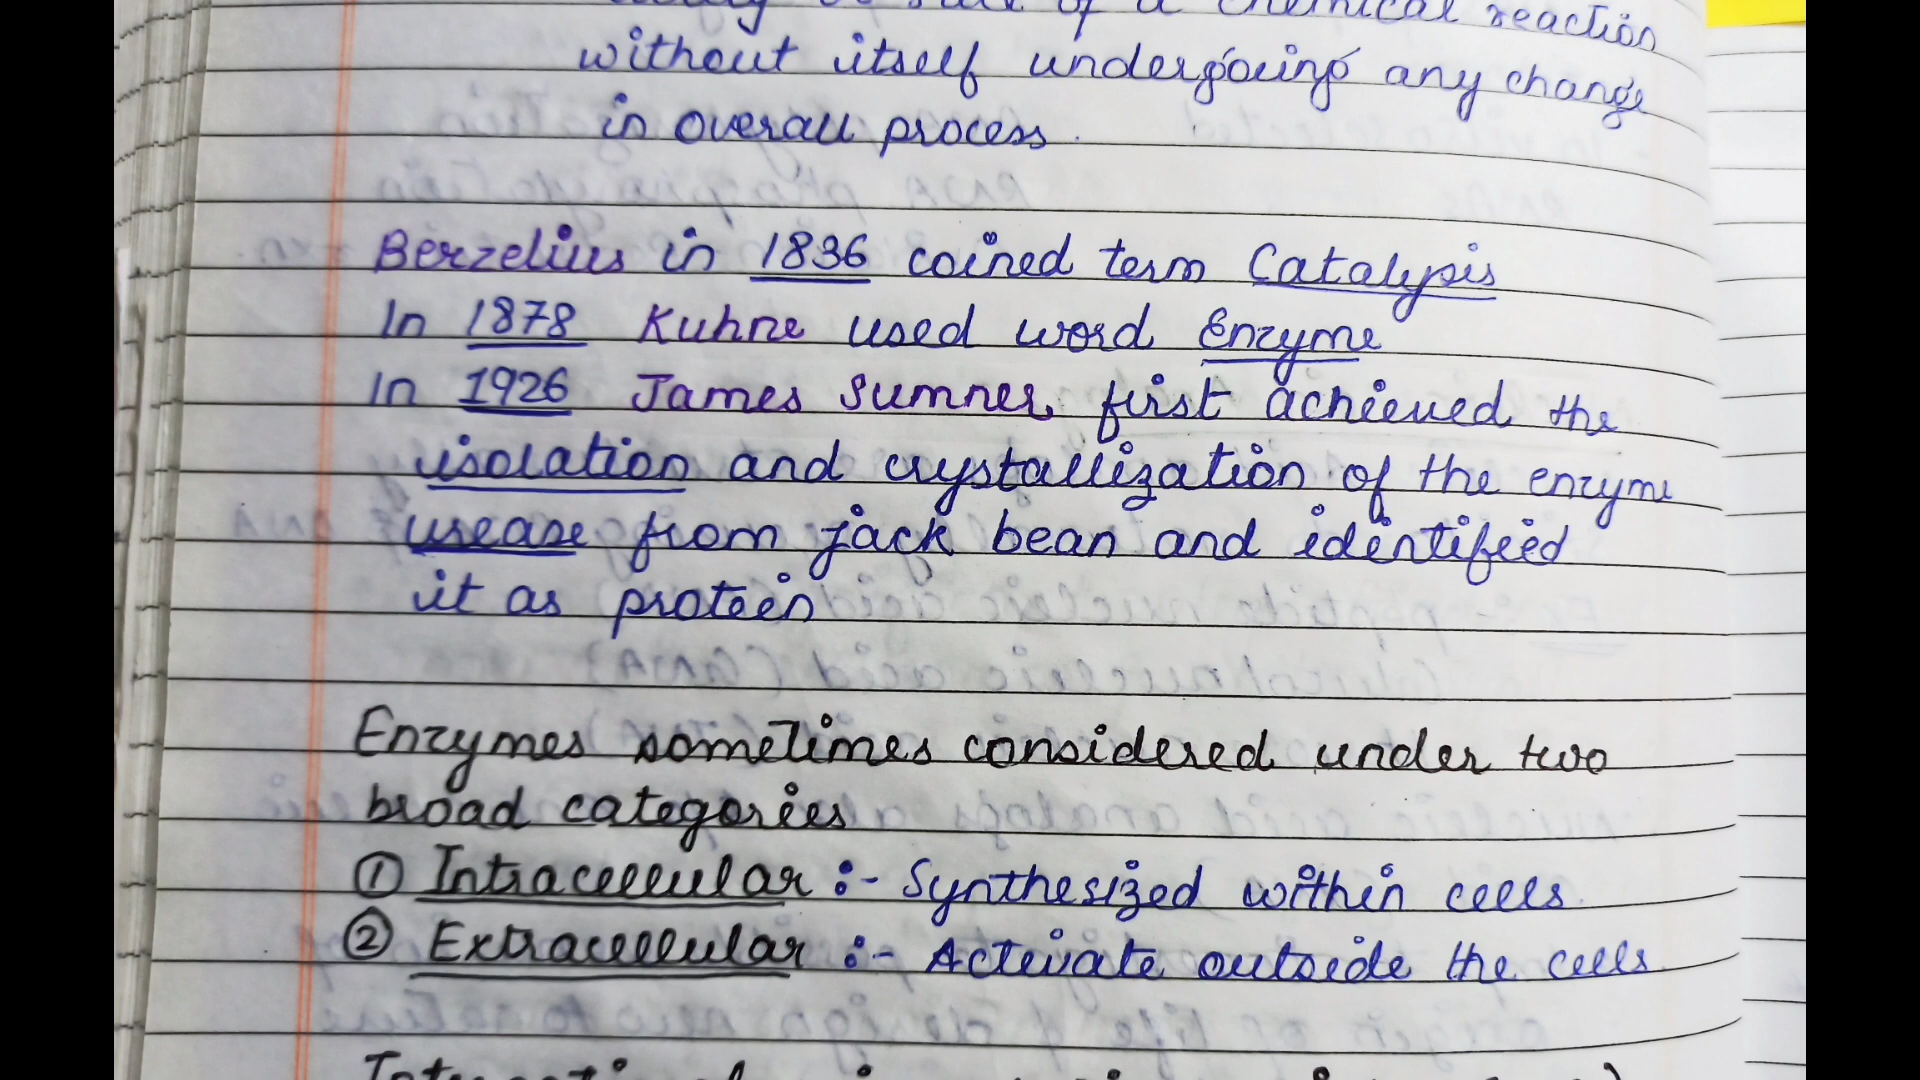 of a chemical reaction
without itself undergoing any change
in overall process.
Berzelius in 1836 coined term Catalysis
In 1878 Kuhne used word Enzyme
In 1926 James Sumner first achieved the
isolation and crystallization of the enzyme
urease from jack bean and identified
it as protein
Enzymes sometimes considered under two
broad categories
① Intracellular :- Synthesized within cells.
② Extracellular :- Activate outside the cells